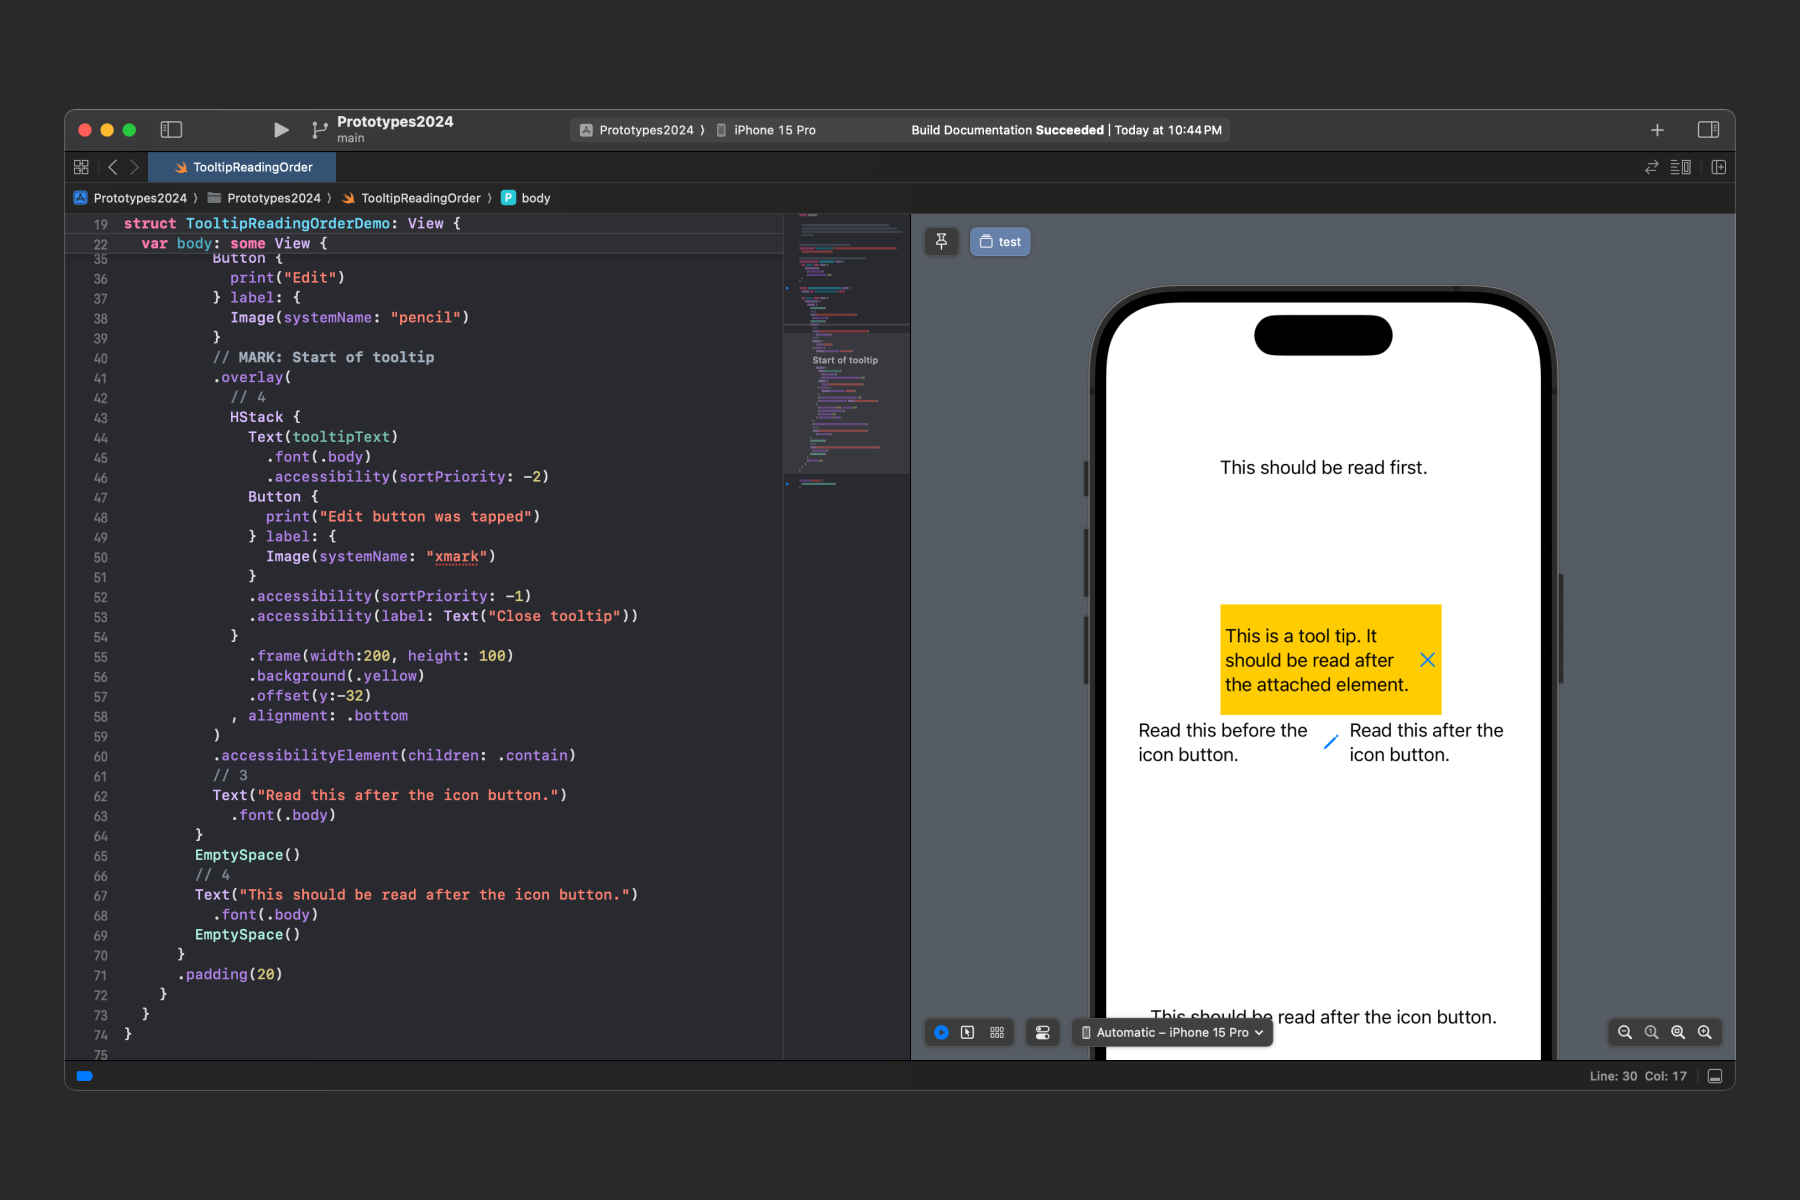 Prototypes2024
main
Prototypes2024 〉 iPhone 15 Pro
Build Documentation Succeeded | Today at 10:44 PM
TooltipReadingOrder
Prototypes2024 〉 Prototypes2024 〉 TooltipReadingOrder 〉 P body
19 struct TooltipReadingOrderDemo: View {
22 var body: some View {
35 Button {
36 print("Edit")
37 } label: {
38 Image(systemName: "pencil")
39 }
40 // MARK: Start of tooltip
41 .overlay(
42 // 4
43 HStack {
44 Text(tooltipText)
45 .font(.body)
46 .accessibility(sortPriority: -2)
47 Button {
48 print("Edit button was tapped")
49 } label: {
50 Image(systemName: "xmark")
51 }
52 .accessibility(sortPriority: -1)
53 .accessibility(label: Text("Close tooltip"))
54 }
55 .frame(width:200, height: 100)
56 .background(.yellow)
57 .offset(y:-32)
58 , alignment: .bottom
59 )
60 .accessibilityElement(children: .contain)
61 // 3
62 Text("Read this after the icon button.")
63 .font(.body)
64 }
65 EmptySpace()
66 // 4
67 Text("This should be read after the icon button.")
68 .font(.body)
69 EmptySpace()
70 }
71 .padding(20)
72 }
73 }
74 }
75
Start of tooltip
test
This should be read first.
This is a tool tip. It
should be read after
the attached element.
Read this before the
icon button.
Read this after the
icon button.
This should be read after the icon button.
Automatic – iPhone 15 Pro
Line: 30 Col: 17